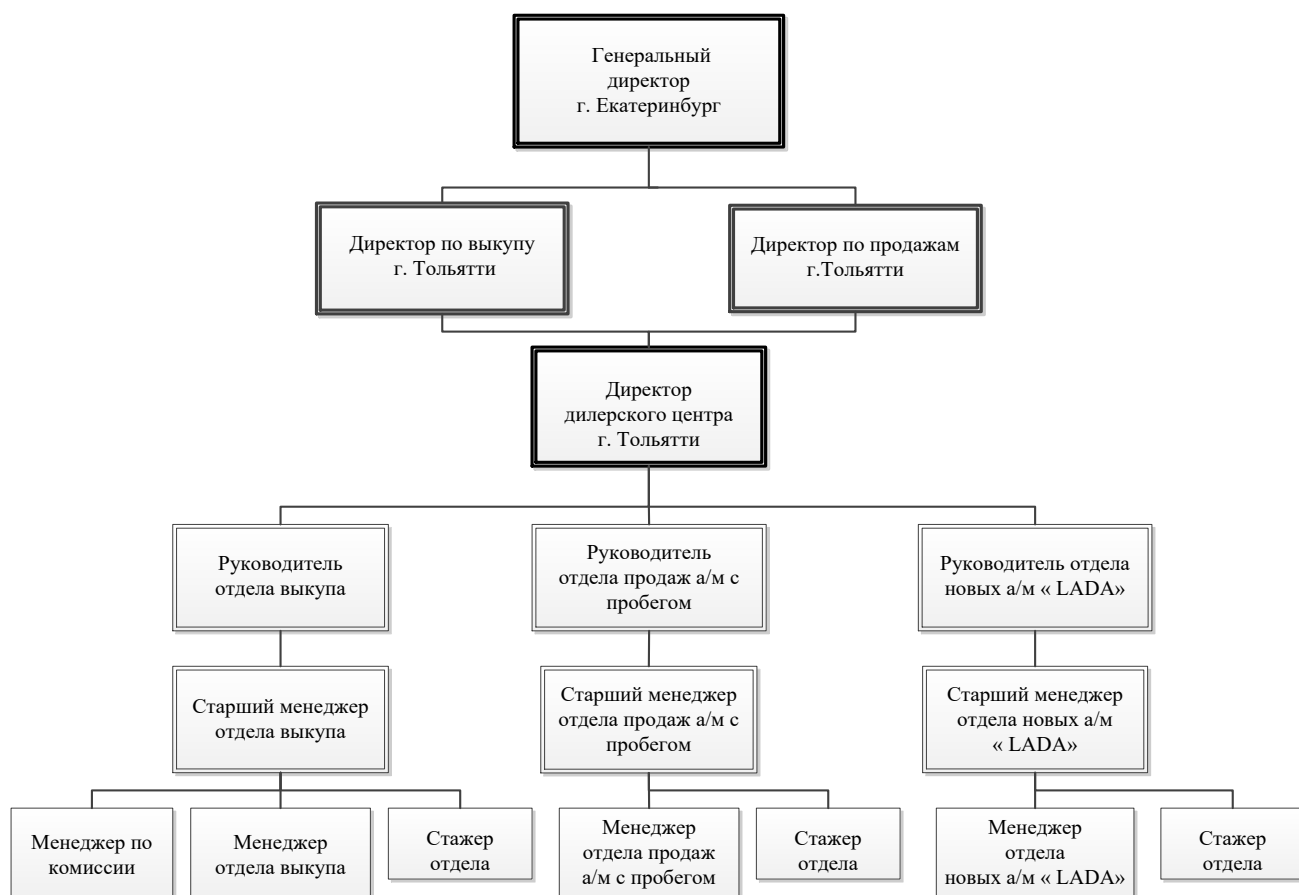 Генеральный
директор
г. Екатеринбург
Директор по выкупу
г. Тольятти
Директор по продажам
г.Тольятти
Директор
дилерского центра
г. Тольятти
Руководитель
отдела выкупа
Руководитель
отдела продаж а/м с
пробегом
Руководитель отдела
новых а/м « LADA»
Старший менеджер
отдела выкупа
Старший менеджер
отдела продаж а/м с
пробегом
Старший менеджер
отдела новых а/м
« LADA»
Менеджер по
комиссии
Менеджер
отдела выкупа
Стажер
отдела
Менеджер
отдела продаж
а/м с пробегом
Стажер
отдела
Менеджер
отдела
новых а/м « LADA»
Стажер
отдела